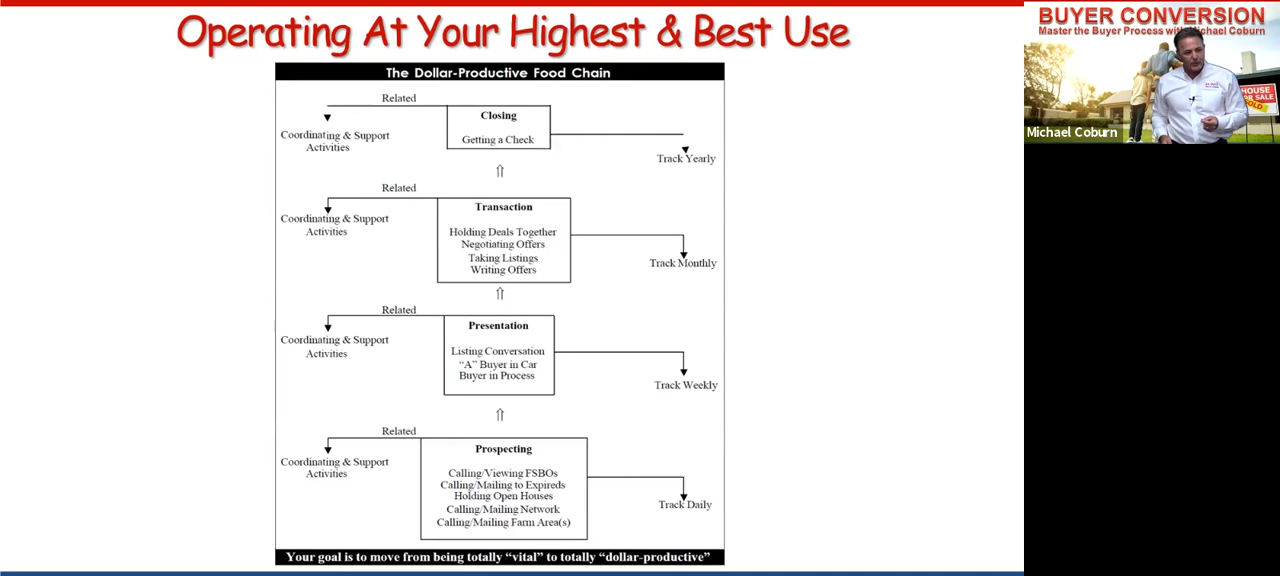 Operating At Your Highest & Best Use
The Dollar-Productive Food Chain
Related
Closing
Getting a Check
Coordinating & Support
Activities
Track Yearly
Related
Transaction
Holding Deals Together
Negotiating Offers
Taking Listings
Writing Offers
Coordinating & Support
Activities
Track Monthly
Related
Presentation
Listing Conversation
“A” Buyer in Car
Buyer in Process
Coordinating & Support
Activities
Track Weekly
Related
Prospecting
Calling/Viewing FSBOs
Calling/Mailing to Expireds
Holding Open Houses
Calling/Mailing Network
Calling/Mailing Farm Area(s)
Coordinating & Support
Activities
Track Daily
Your goal is to move from being totally “vital” to totally “dollar-productive”
BUYER CONVERSION
Master the Buyer Process with Michael Coburn
HOUSE
FOR SALE
SOLD
Michael Coburn